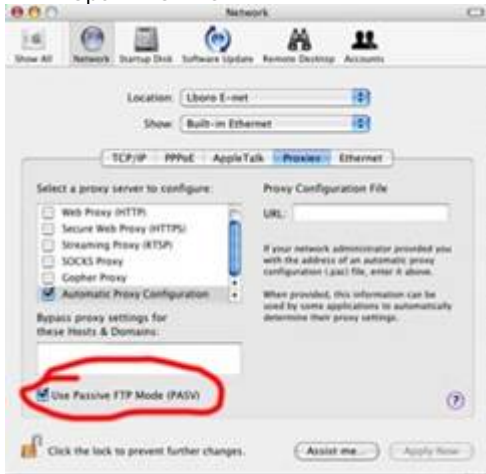 Network
Show All Network Startup Disk Software Update Remote Desktop Accounts
Location: Lboro E-net
Show: Built-in Ethernet
TCP/IP PPPoE AppleTalk Proxies Ethernet
Select a proxy server to configure:
Web Proxy (HTTP)
Secure Web Proxy (HTTPS)
Streaming Proxy (RTSP)
SOCKS Proxy
Gopher Proxy
Automatic Proxy Configuration
Bypass proxy settings for
these Hosts & Domains:
Use Passive FTP Mode (PASV)
Proxy Configuration File
URL:
If your network administrator provided you
with the address of an automatic proxy
configuration (.pac) file, enter it above.
When provided, this information can be
used by some applications to automatically
determine their proxy settings.
?
Click the lock to prevent further changes.
Assist me... Apply Now